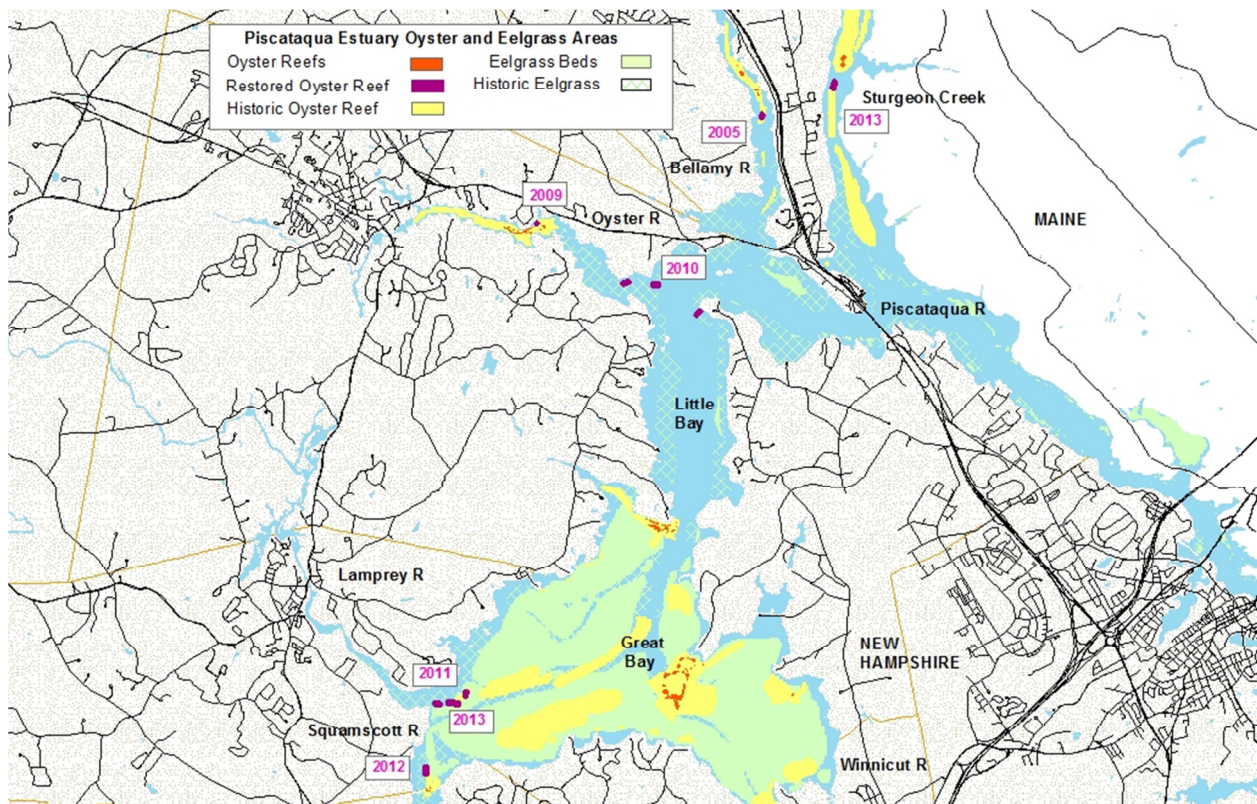 Piscataqua Estuary Oyster and Eelgrass Areas
Oyster Reefs
Eelgrass Beds
Restored Oyster Reef
Historic Eelgrass
Historic Oyster Reef
Sturgeon Creek
2013
2005
Bellamy R
2009
Oyster R
MAINE
2010
Piscataqua R
Little
Bay
Lamprey R
Great
Bay
NEW
HAMPSHIRE
2011
2013
Squamscott R
2012
Winnicut R